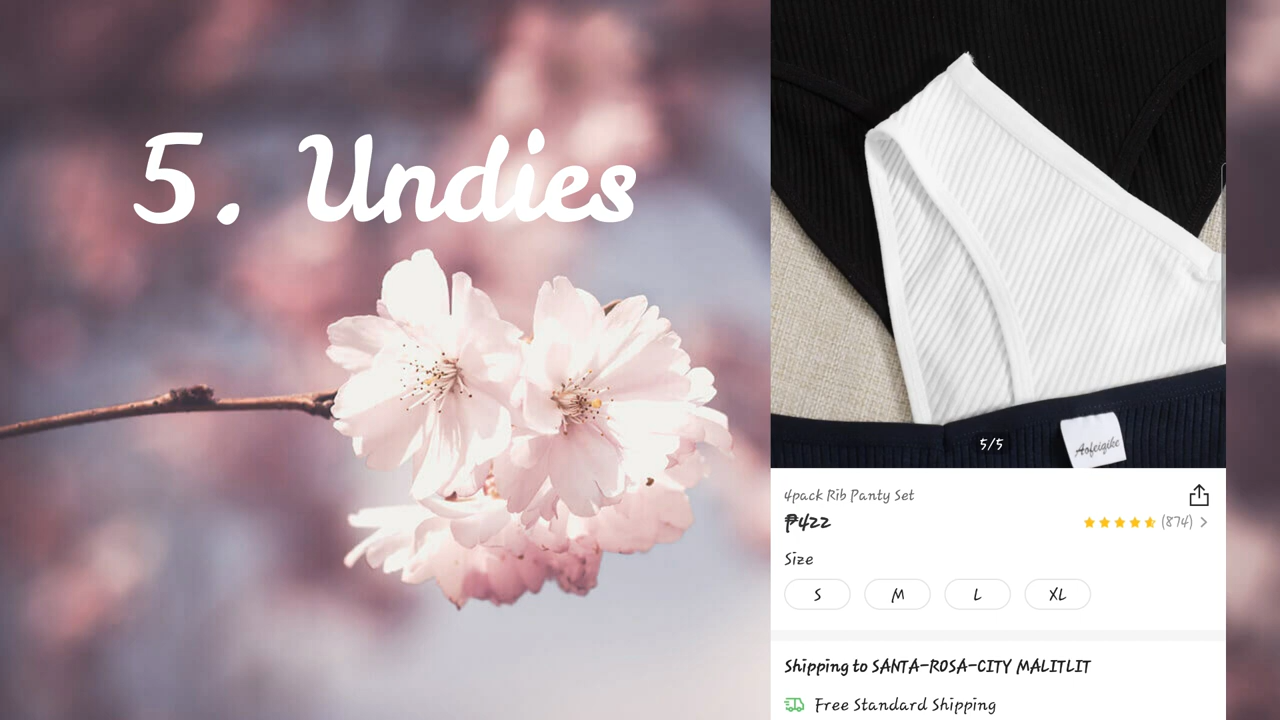 5. Undies
Aofeigike
5/5
4pack Rib Panty Set
₱422
(874)
Size
S M L XL
Shipping to SANTA-ROSA-CITY MALITLIT
Free Standard Shipping